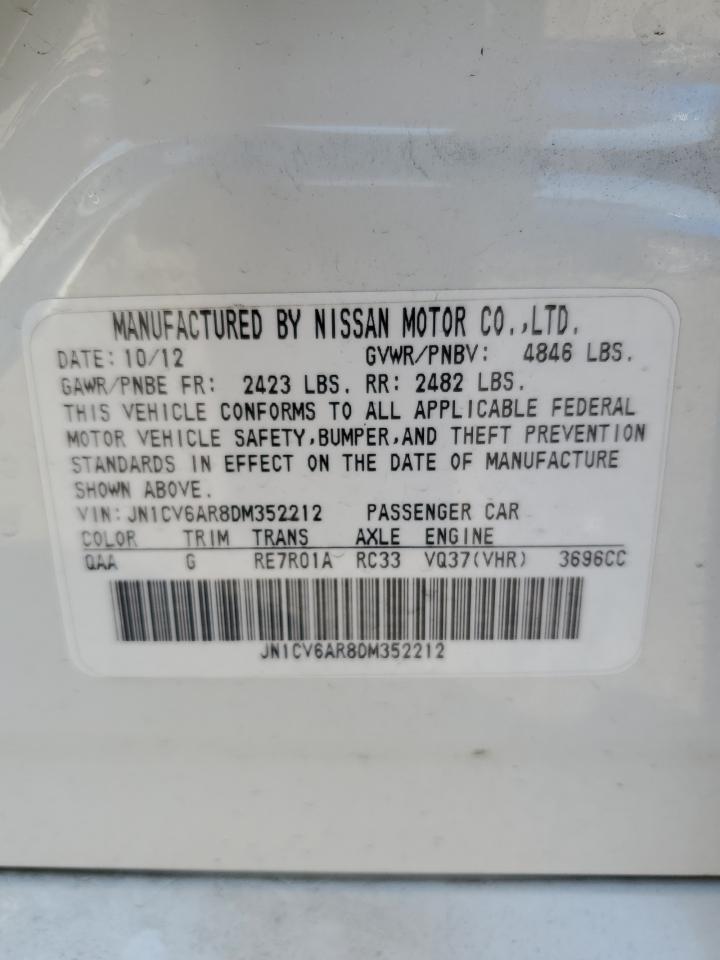 MANUFACTURED BY NISSAN MOTOR CO.,LTD.
DATE: 10/12 GVWR/PNBV: 4846 LBS.
GAWR/PNBE FR: 2423 LBS. RR: 2482 LBS.
THIS VEHICLE CONFORMS TO ALL APPLICABLE FEDERAL
MOTOR VEHICLE SAFETY,BUMPER,AND THEFT PREVENTION
STANDARDS IN EFFECT ON THE DATE OF MANUFACTURE
SHOWN ABOVE.
VIN: JN1CV6AR8DM352212 PASSENGER CAR
COLOR TRIM TRANS AXLE ENGINE
QAA G RE7R01A RC33 VQ37(VHR) 3696CC
JN1CV6AR8DM352212